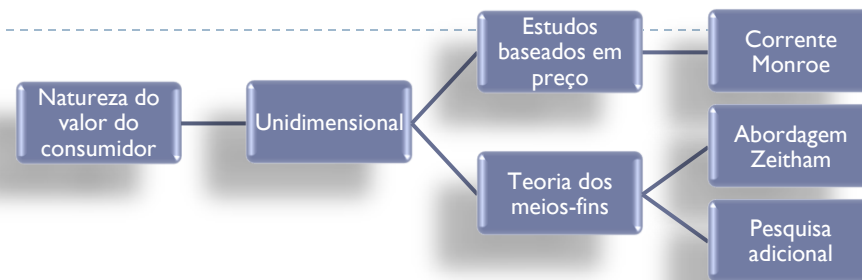 Natureza do
valor do
consumidor
Unidimensional
Estudos
baseados em
preço
Corrente
Monroe
Teoria dos
meios-fins
Abordagem
Zeitham
Pesquisa
adicional